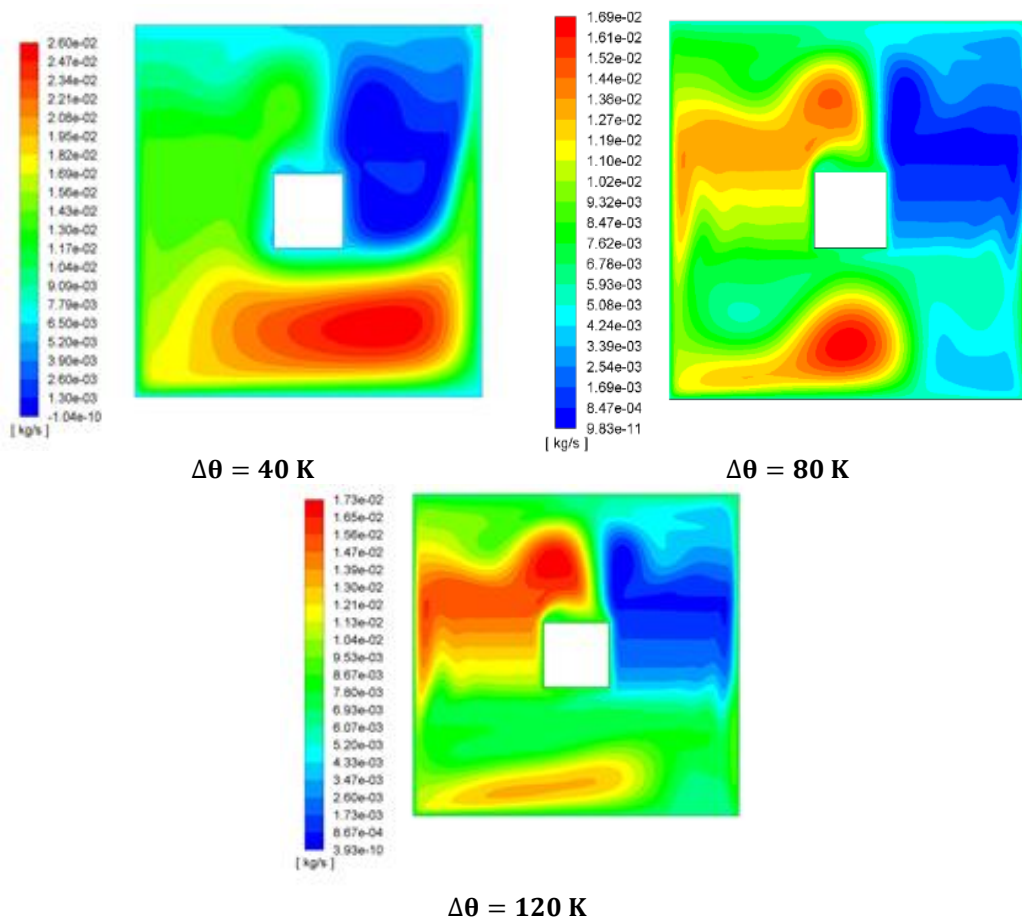 2.60e-02
2.47e-02
2.34e-02
2.21e-02
2.08e-02
1.95e-02
1.82e-02
1.69e-02
1.56e-02
1.43e-02
1.30e-02
1.17e-02
1.04e-02
9.09e-03
7.79e-03
6.50e-03
5.20e-03
3.90e-03
2.60e-03
1.30e-03
-1.04e-10
[ kg/s ]
Δθ = 40 K
1.69e-02
1.61e-02
1.52e-02
1.44e-02
1.36e-02
1.27e-02
1.19e-02
1.10e-02
1.02e-02
9.32e-03
8.47e-03
7.62e-03
6.78e-03
5.93e-03
5.08e-03
4.24e-03
3.39e-03
2.54e-03
1.69e-03
8.47e-04
9.83e-11
[ kg/s ]
Δθ = 80 K
1.73e-02
1.65e-02
1.56e-02
1.47e-02
1.39e-02
1.30e-02
1.21e-02
1.13e-02
1.04e-02
9.53e-03
8.67e-03
7.80e-03
6.93e-03
6.07e-03
5.20e-03
4.33e-03
3.47e-03
2.60e-03
1.73e-03
8.67e-04
3.93e-10
[ kg/s ]
Δθ = 120 K